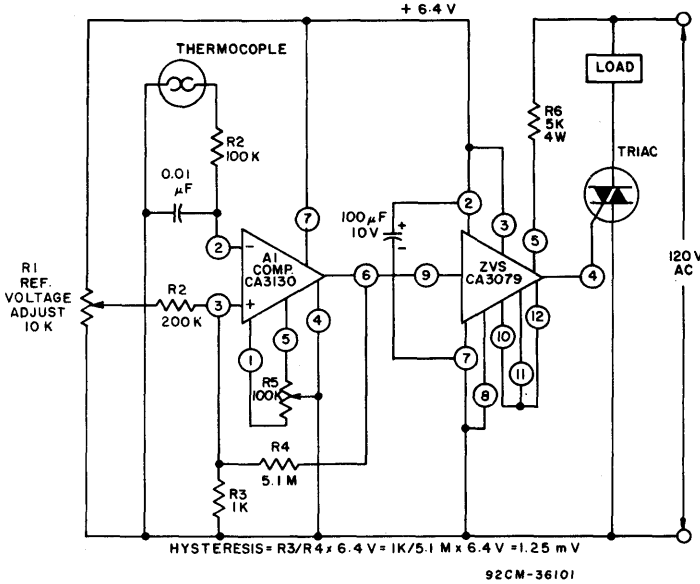 + 6.4 V
THERMOCOPLE
R2
100 K
0.01
µF
R6
5K
4W
LOAD
TRIAC
7
2
3
5
100 µF
10 V
+
−
2
−
A1
COMP.
CA3130
+
6
9
ZVS
CA3079
4
120 V
AC
R1
REF.
VOLTAGE
ADJUST
10 K
R2
200 K
3
1
5
4
7
8
10
11
12
R5
100K
R4
5.1 M
R3
1K
HYSTERESIS = R3/R4 x 6.4 V = 1K/5.1 M x 6.4 V = 1.25 mV
92CM-36101